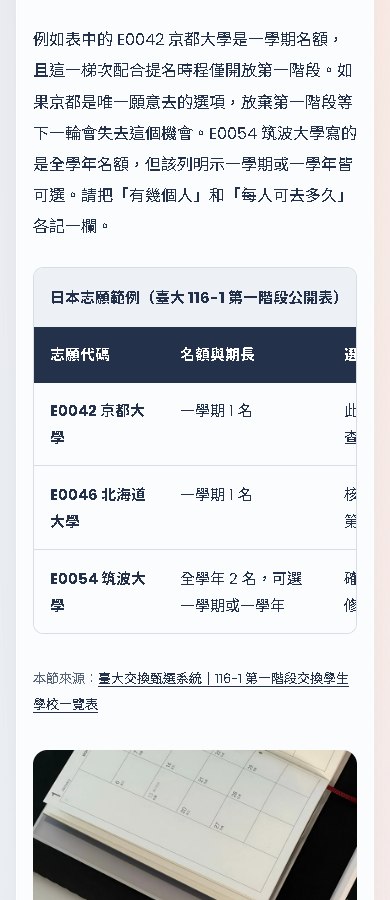 例如表中的 E0042 京都大學是一學期名額，
且這一梯次配合提名時程僅開放第一階段。如
果京都是唯一願意去的選項，放棄第一階段等
下一輪會失去這個機會。E0054 筑波大學寫的
是全學年名額，但該列明示一學期或一學年皆
可選。請把「有幾個人」和「每人可去多久」
各記一欄。
日本志願範例（臺大 116-1 第一階段公開表）
志願代碼 名額與期長 選
E0042 京都大 一學期 1 名 此
學 查
E0046 北海道 一學期 1 名 核
大學 第
E0054 筑波大 全學年 2 名，可選 確
學 一學期或一學年 修
本節來源：臺大交換甄選系統｜116-1 第一階段交換學生
學校一覽表